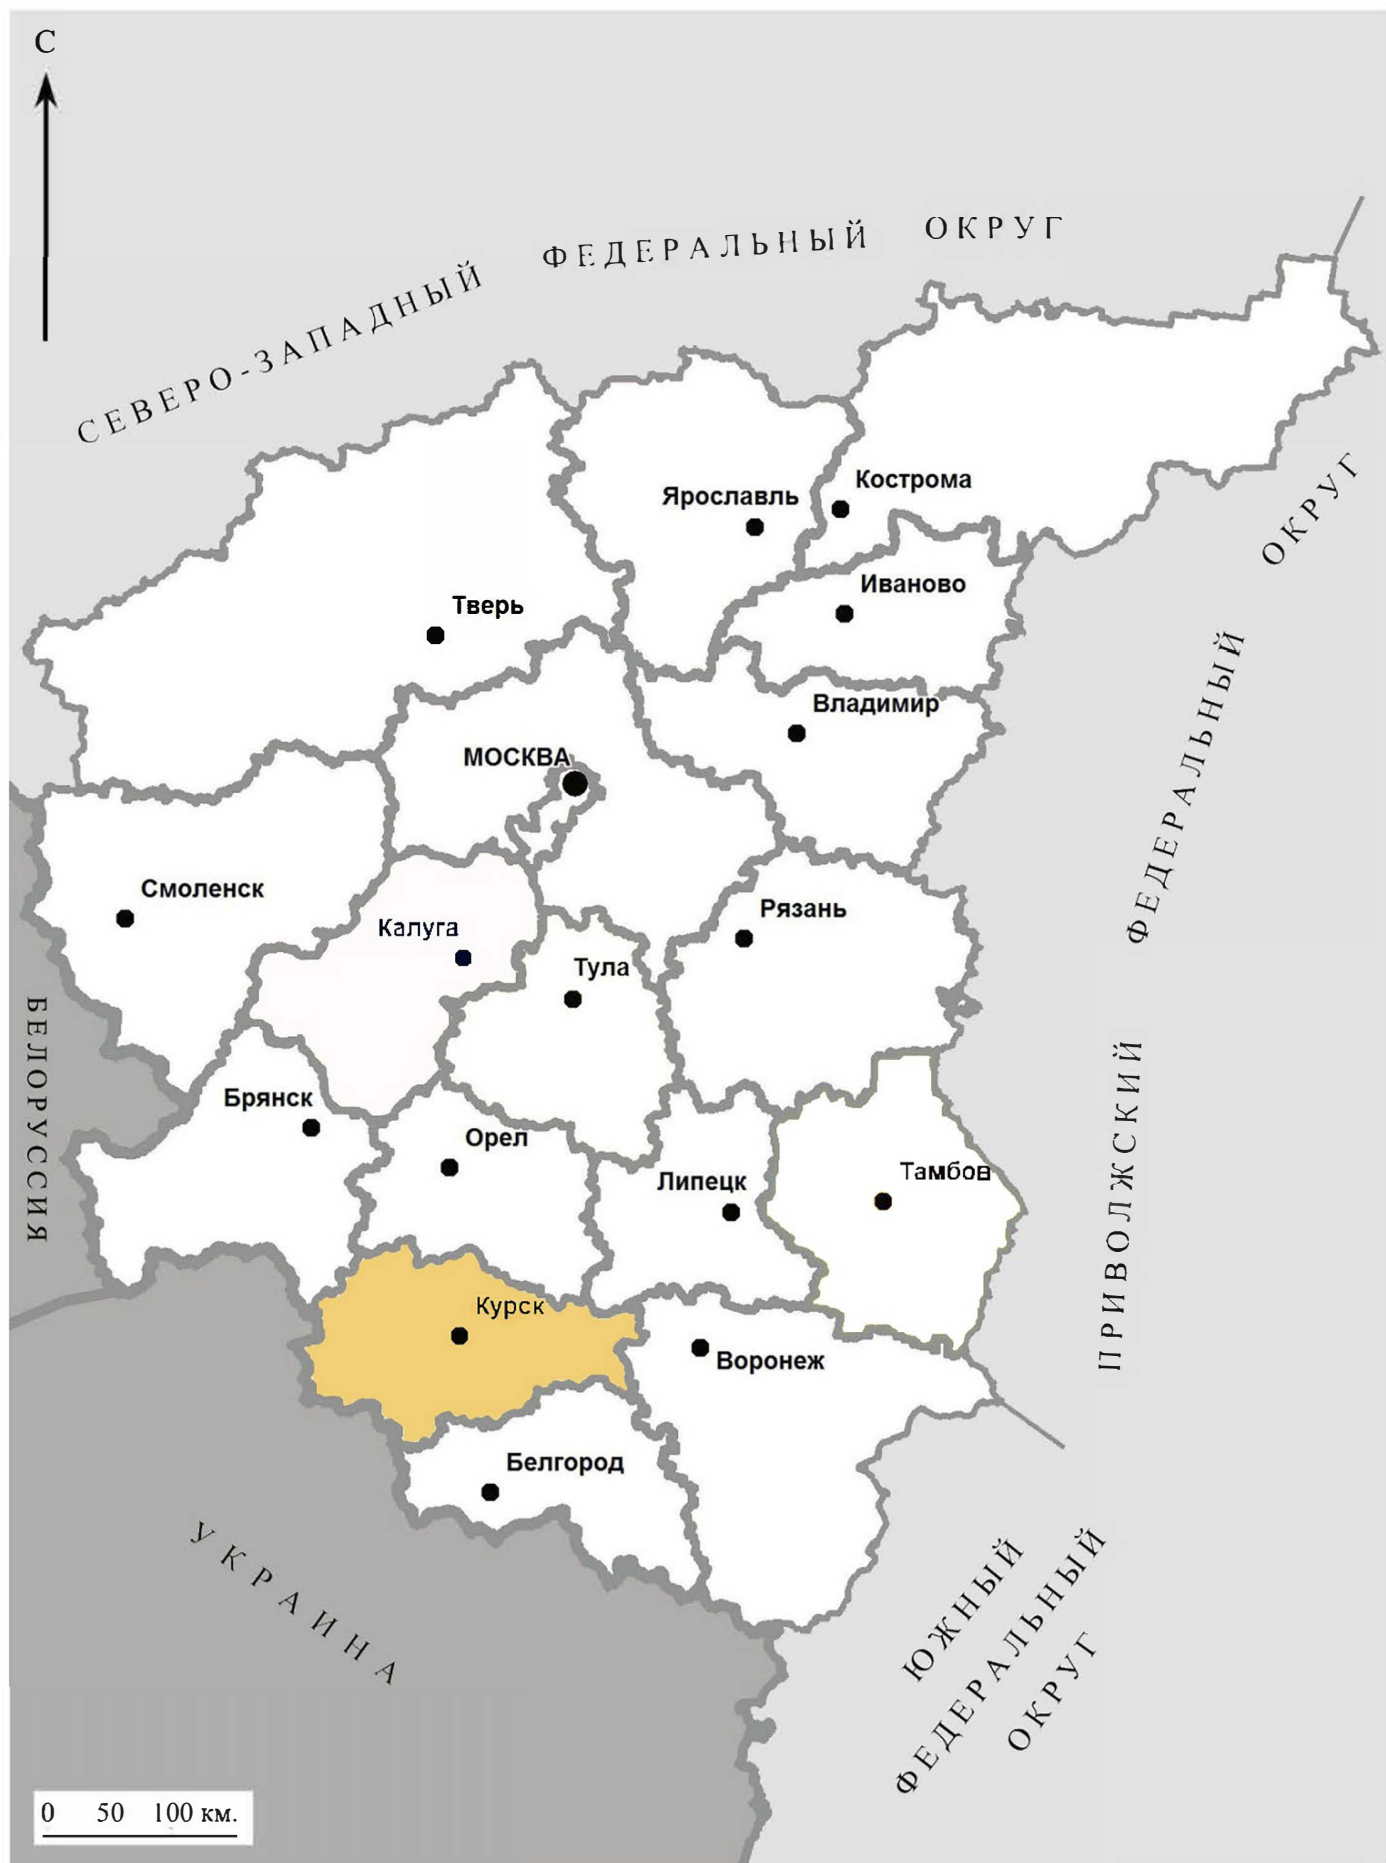 С
СЕВЕРО-ЗАПАДНЫЙ ФЕДЕРАЛЬНЫЙ ОКРУГ
Кострома
Ярославль
Иваново
Тверь
Владимир
МОСКВА
Смоленск
Рязань
Калуга
Тула
Брянск
Орел
Липецк
Тамбов
Курск
Воронеж
Белгород
БЕЛОРУССИЯ
УКРАИНА
ПРИВОЛЖСКИЙ ФЕДЕРАЛЬНЫЙ ОКРУГ
ЮЖНЫЙ
ФЕДЕРАЛЬНЫЙ
ОКРУГ
0 50 100 км.